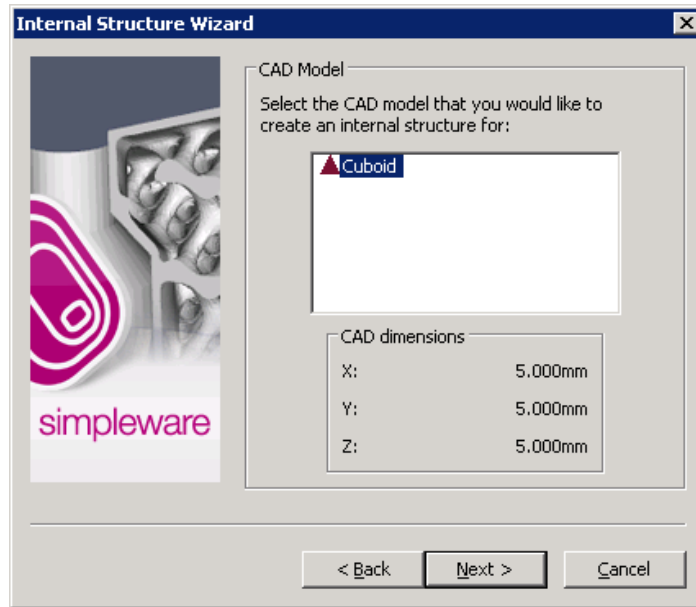 Internal Structure Wizard
CAD Model
Select the CAD model that you would like to
create an internal structure for:
Cuboid
CAD dimensions
X: 5.000mm
Y: 5.000mm
Z: 5.000mm
simpleware
< Back
Next >
Cancel